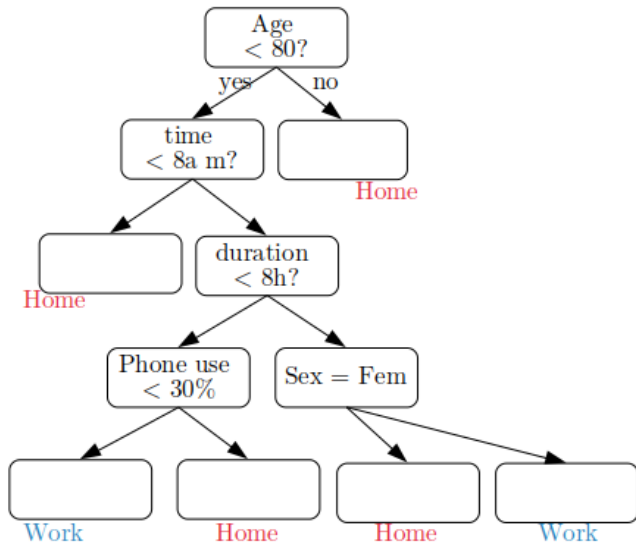 Age
< 80?
yes
no
time
< 8a m?
Home
Home
duration
< 8h?
Phone use
< 30%
Sex = Fem
Work
Home
Home
Work